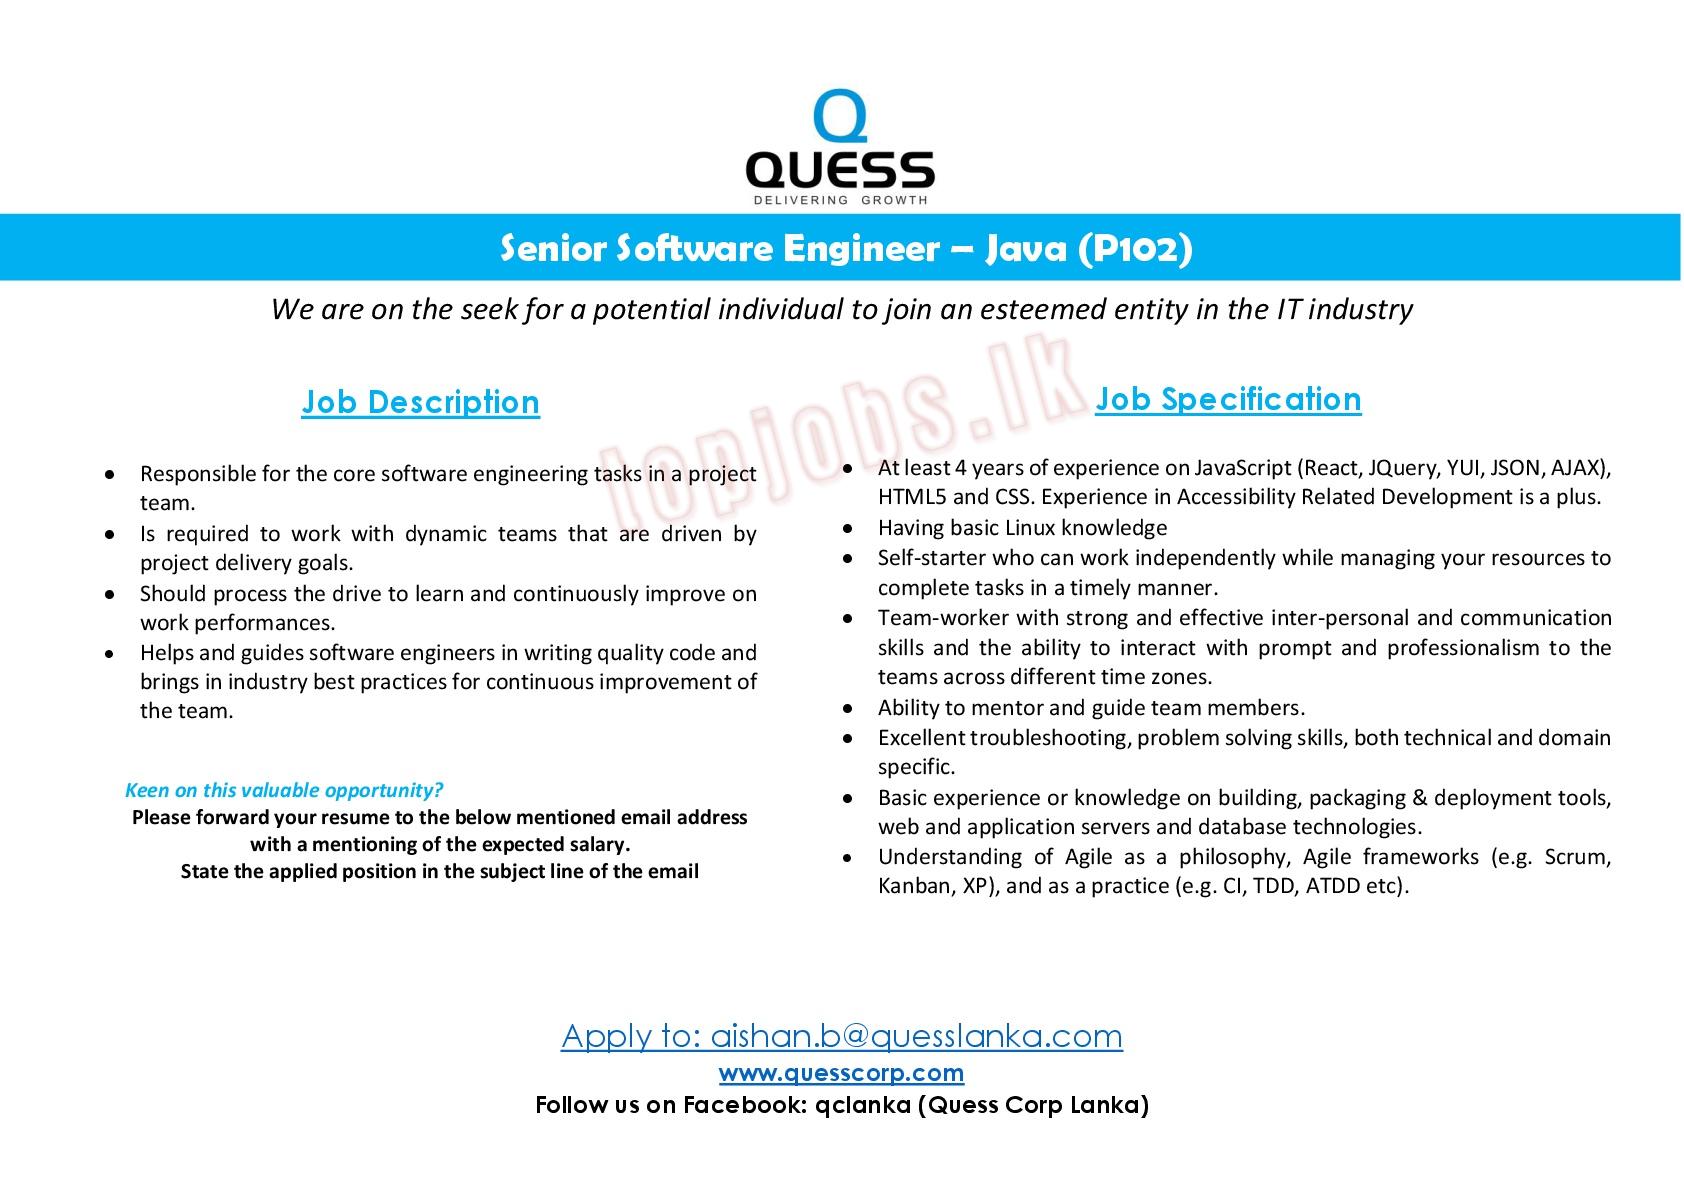 Q
QUESS
DELIVERING GROWTH
Senior Software Engineer – Java (P102)
We are on the seek for a potential individual to join an esteemed entity in the IT industry
topjobs.lk
Job Description
• Responsible for the core software engineering tasks in a project
team.
• Is required to work with dynamic teams that are driven by
project delivery goals.
• Should process the drive to learn and continuously improve on
work performances.
• Helps and guides software engineers in writing quality code and
brings in industry best practices for continuous improvement of
the team.
Keen on this valuable opportunity?
Please forward your resume to the below mentioned email address
with a mentioning of the expected salary.
State the applied position in the subject line of the email
Job Specification
• At least 4 years of experience on JavaScript (React, JQuery, YUI, JSON, AJAX),
HTML5 and CSS. Experience in Accessibility Related Development is a plus.
• Having basic Linux knowledge
• Self-starter who can work independently while managing your resources to
complete tasks in a timely manner.
• Team-worker with strong and effective inter-personal and communication
skills and the ability to interact with prompt and professionalism to the
teams across different time zones.
• Ability to mentor and guide team members.
• Excellent troubleshooting, problem solving skills, both technical and domain
specific.
• Basic experience or knowledge on building, packaging & deployment tools,
web and application servers and database technologies.
• Understanding of Agile as a philosophy, Agile frameworks (e.g. Scrum,
Kanban, XP), and as a practice (e.g. CI, TDD, ATDD etc).
Apply to: aishan.b@quesslanka.com
www.quesscorp.com
Follow us on Facebook: qclanka (Quess Corp Lanka)